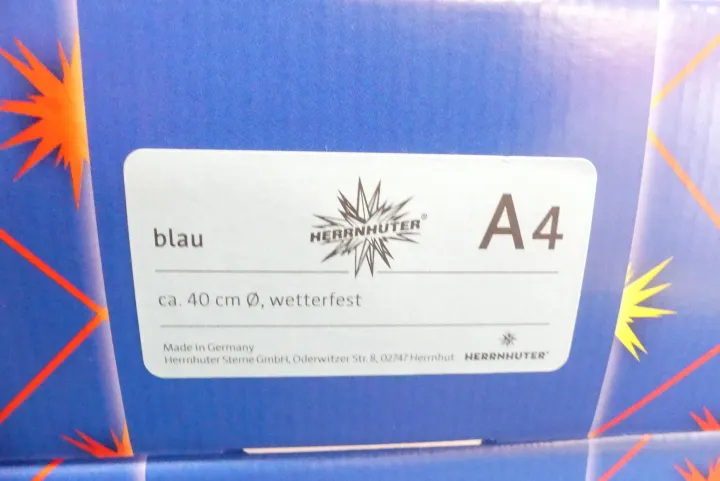 blau
HERRNHUTER®
A4
ca. 40 cm Ø, wetterfest
Made in Germany
Herrnhuter Sterne GmbH, Oderwitzer Str. 8, 02747 Herrnhut
HERRNHUTER®